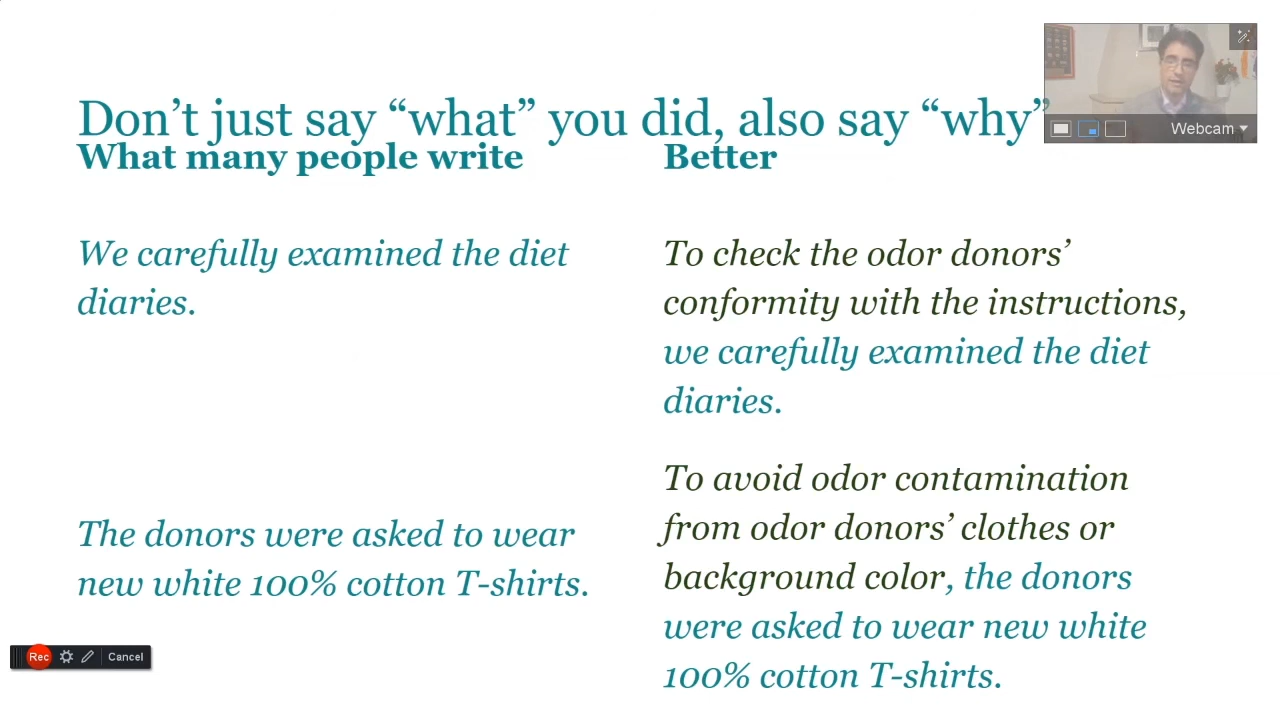 Don’t just say “what” you did, also say “why”
What many people write
We carefully examined the diet
diaries.
The donors were asked to wear
new white 100% cotton T-shirts.
Better
To check the odor donors’
conformity with the instructions,
we carefully examined the diet
diaries.
To avoid odor contamination
from odor donors’ clothes or
background color, the donors
were asked to wear new white
100% cotton T-shirts.
Webcam
Rec
Cancel